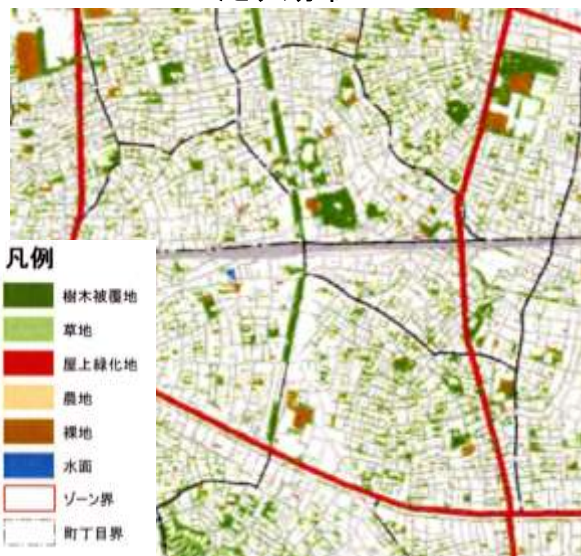 凡例
樹木被覆地
草地
屋上緑化地
農地
裸地
水面
ゾーン界
町丁目界